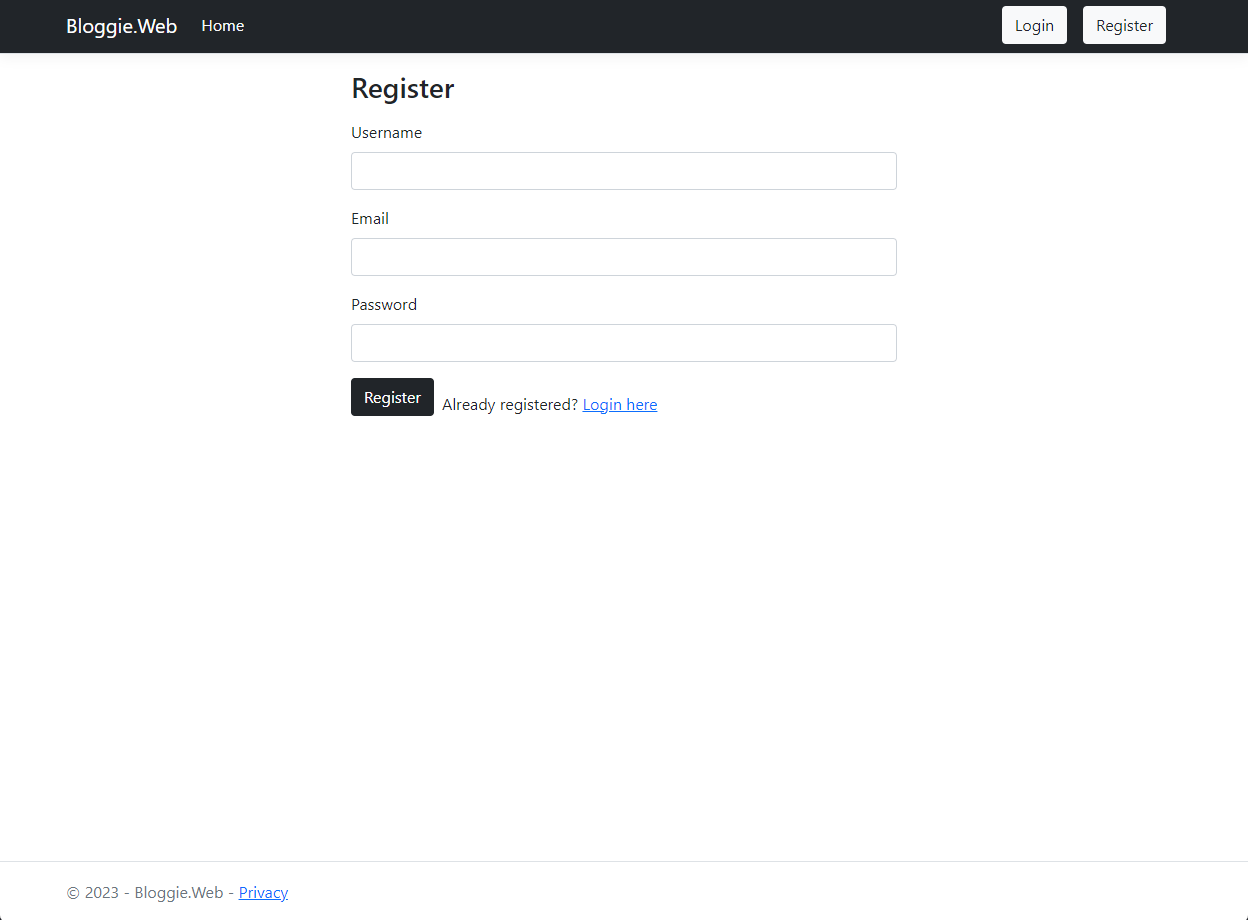 Bloggie.Web Home Login Register
Register
Username
Email
Password
Register Already registered? Login here
© 2023 - Bloggie.Web - Privacy